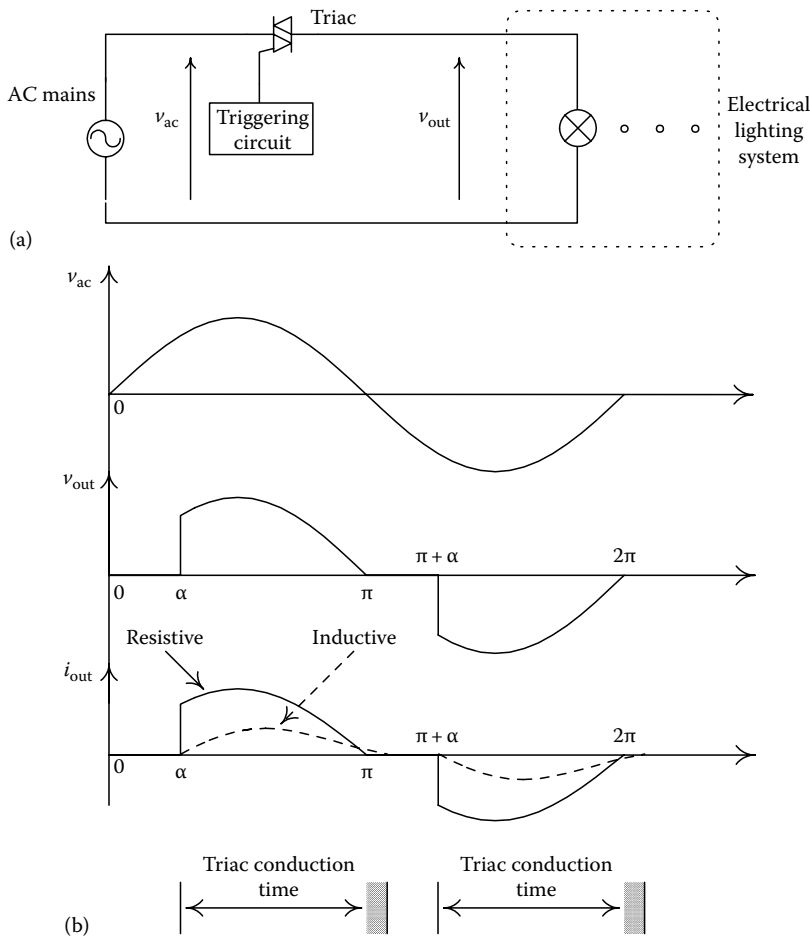 Triac
AC mains
v_ac
Triggering
circuit
v_out
Electrical
lighting
system
(a)
v_ac
0
v_out
π + α
2π
0
α
π
Resistive
Inductive
i_out
π + α
2π
0
α
π
Triac conduction
time
Triac conduction
time
(b)